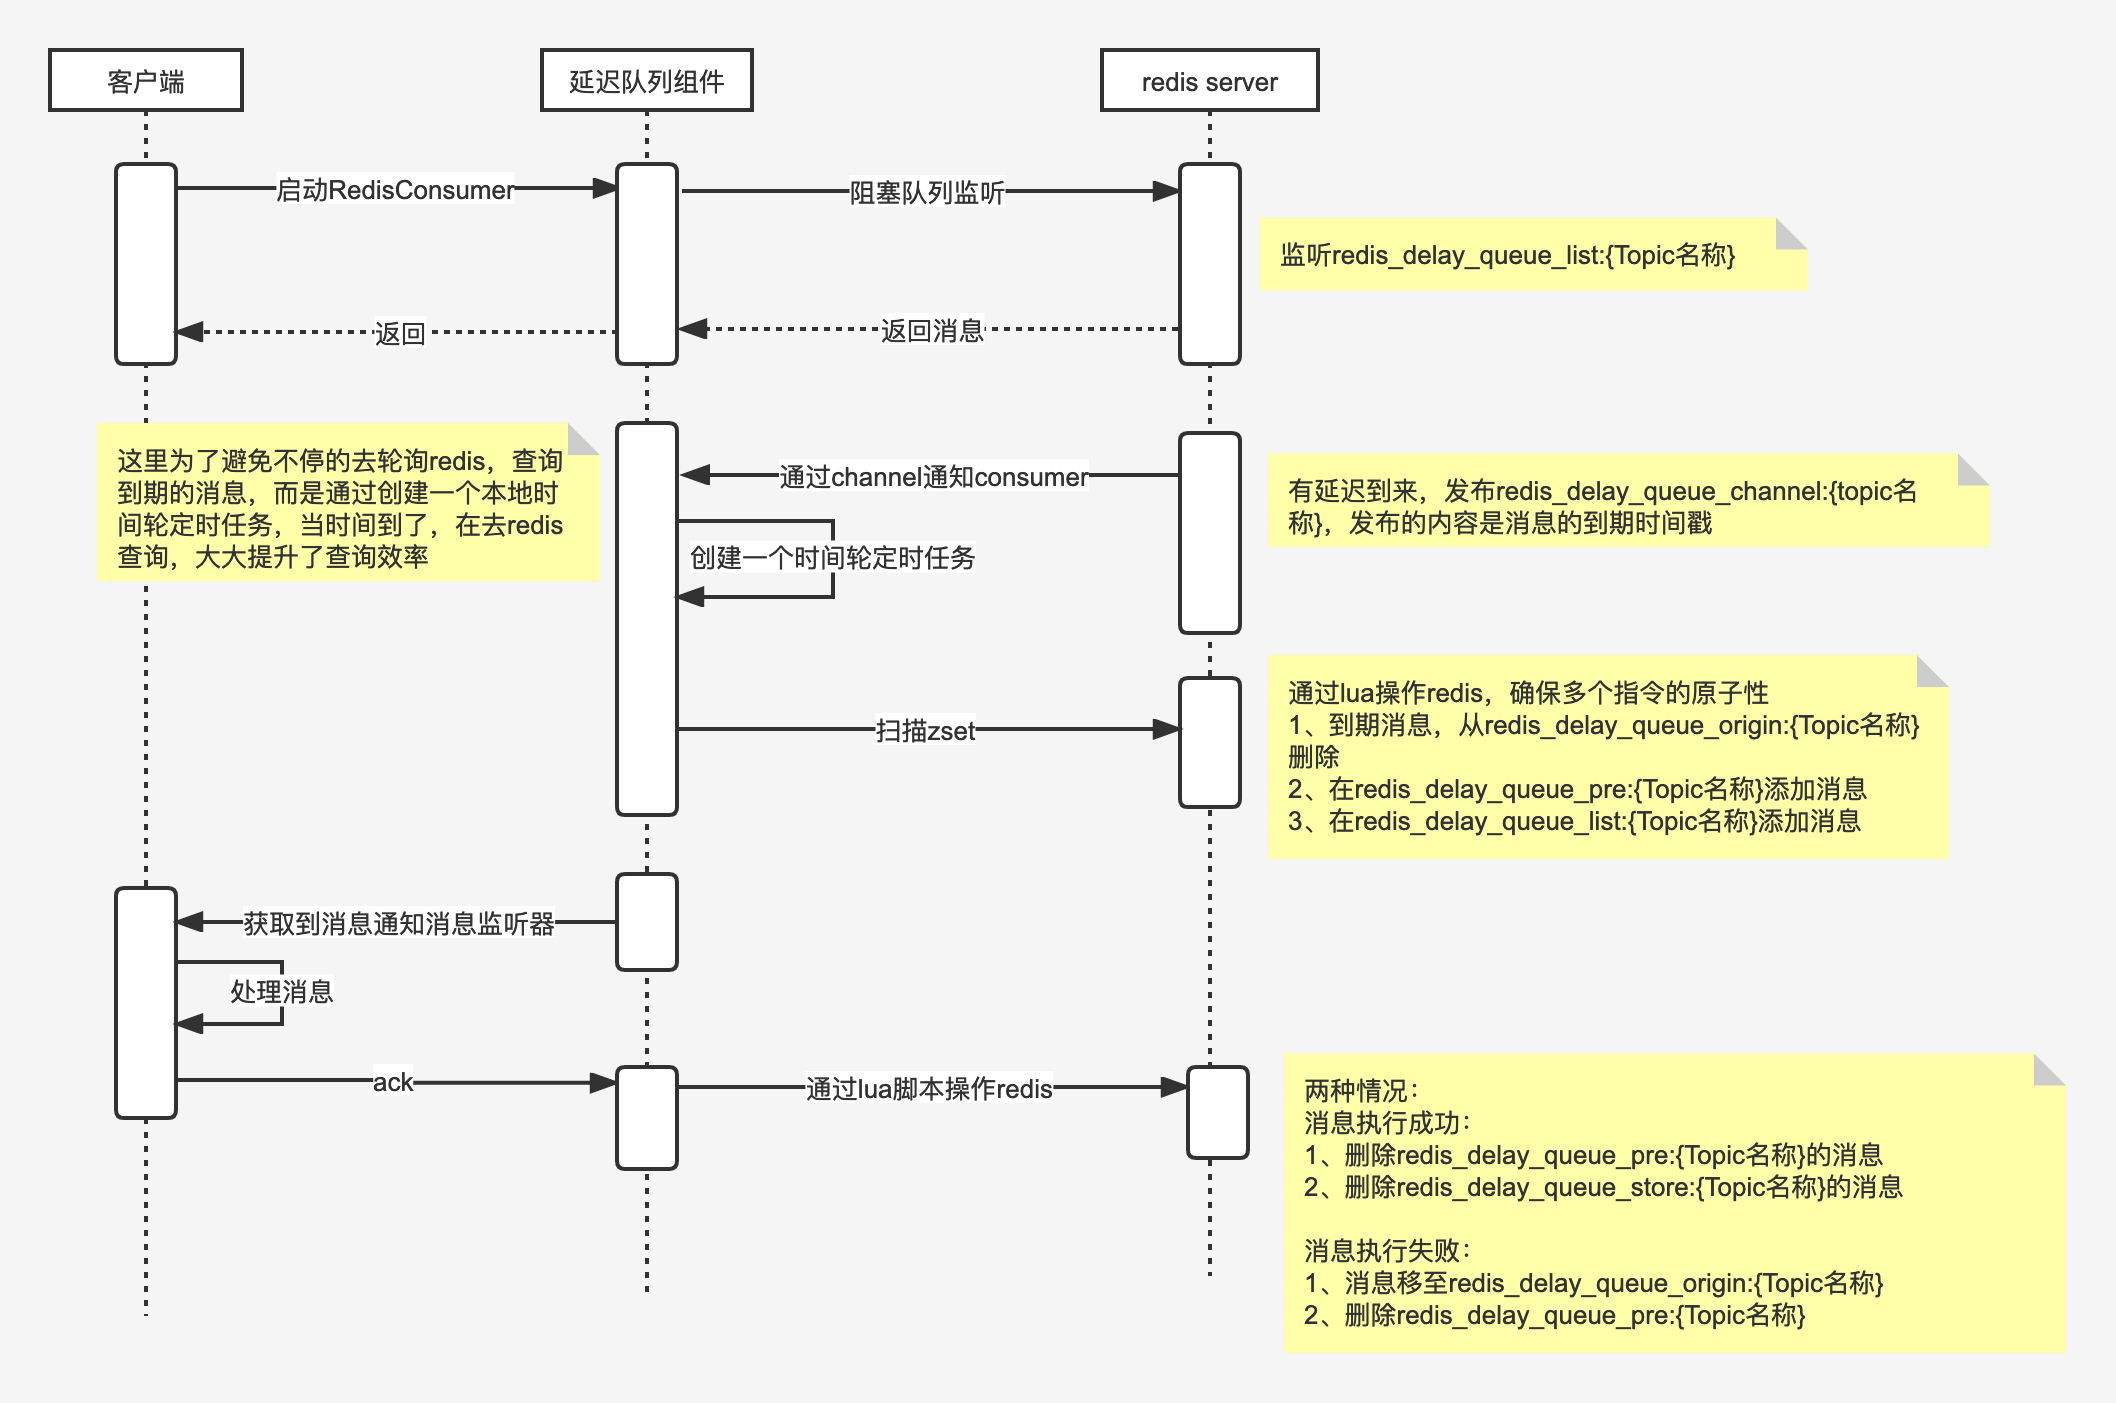 客户端
延迟队列组件
redis server
启动RedisConsumer
阻塞队列监听
监听redis_delay_queue_list:{Topic名称}
返回
返回消息
这里为了避免不停的去轮询redis，查询
到期的消息，而是通过创建一个本地时
间轮定时任务，当时间到了，在去redis
查询，大大提升了查询效率
通过channel通知consumer
有延迟到来，发布redis_delay_queue_channel:{topic名
称}，发布的内容是消息的到期时间戳
创建一个时间轮定时任务
扫描zset
通过lua操作redis，确保多个指令的原子性
1、到期消息，从redis_delay_queue_origin:{Topic名称}
删除
2、在redis_delay_queue_pre:{Topic名称}添加消息
3、在redis_delay_queue_list:{Topic名称}添加消息
获取到消息通知消息监听器
处理消息
ack
通过lua脚本操作redis
两种情况：
消息执行成功：
1、删除redis_delay_queue_pre:{Topic名称}的消息
2、删除redis_delay_queue_store:{Topic名称}的消息
消息执行失败：
1、消息移至redis_delay_queue_origin:{Topic名称}
2、删除redis_delay_queue_pre:{Topic名称}